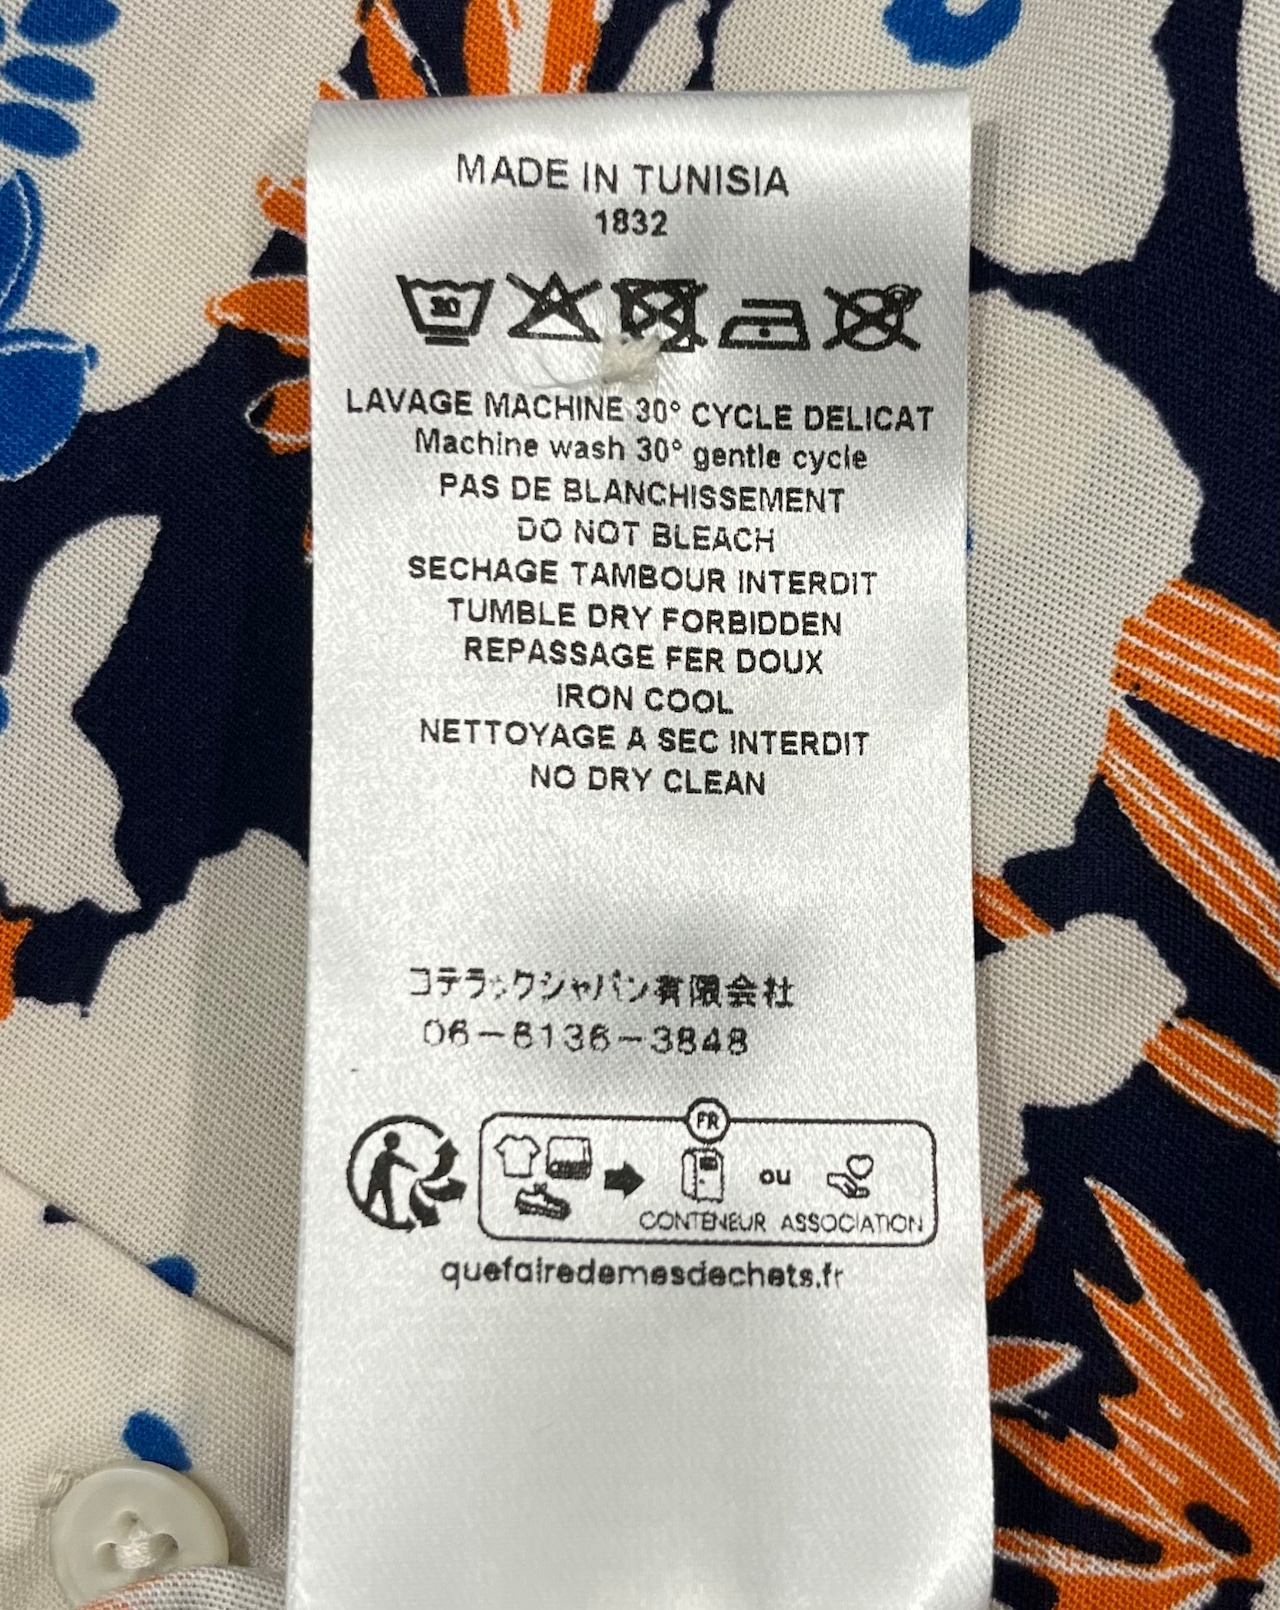 MADE IN TUNISIA
1832
30
LAVAGE MACHINE 30° CYCLE DELICAT
Machine wash 30° gentle cycle
PAS DE BLANCHISSEMENT
DO NOT BLEACH
SECHAGE TAMBOUR INTERDIT
TUMBLE DRY FORBIDDEN
REPASSAGE FER DOUX
IRON COOL
NETTOYAGE A SEC INTERDIT
NO DRY CLEAN
コテラックジャパン有限会社
06-6136-3848
FR
ou
CONTENEUR ASSOCIATION
quefairedemesdechets.fr